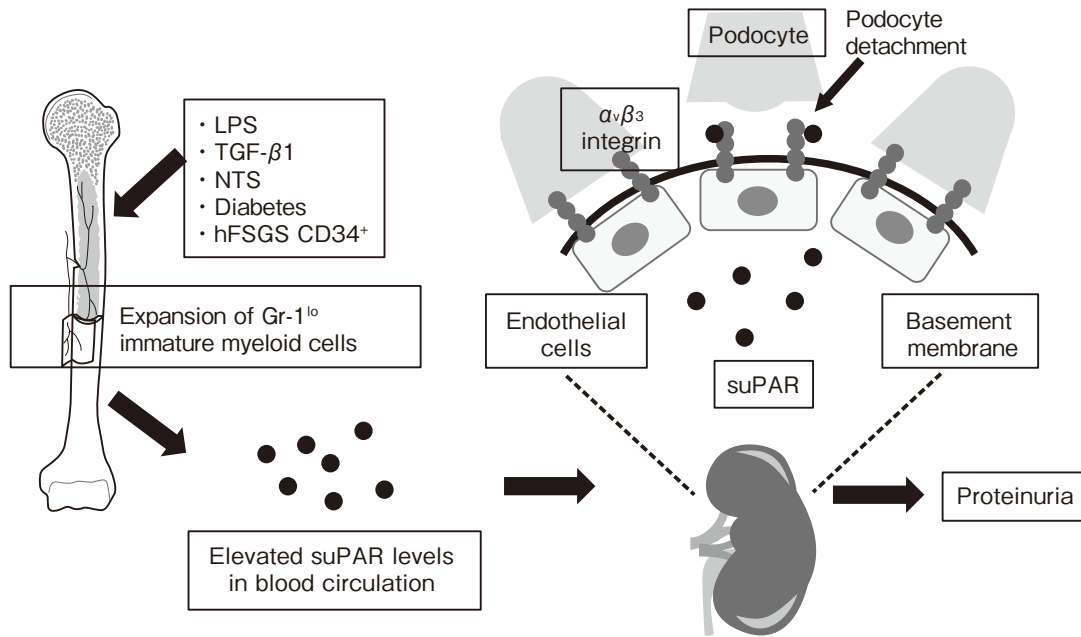 ・LPS
・TGF-β1
・NTS
・Diabetes
・hFSGS CD34⁺
Expansion of Gr-1ˡᵒ
immature myeloid cells
Elevated suPAR levels
in blood circulation
Podocyte
Podocyte
detachment
αᵥβ₃
integrin
Endothelial
cells
suPAR
Basement
membrane
Proteinuria